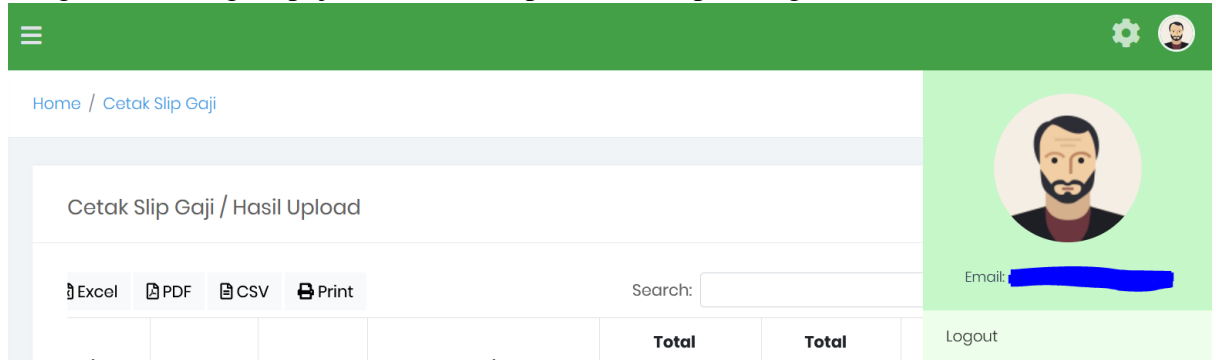 Home / Cetak Slip Gaji
Cetak Slip Gaji / Hasil Upload
Excel PDF CSV Print
Search:
Total Total
Email:
Logout